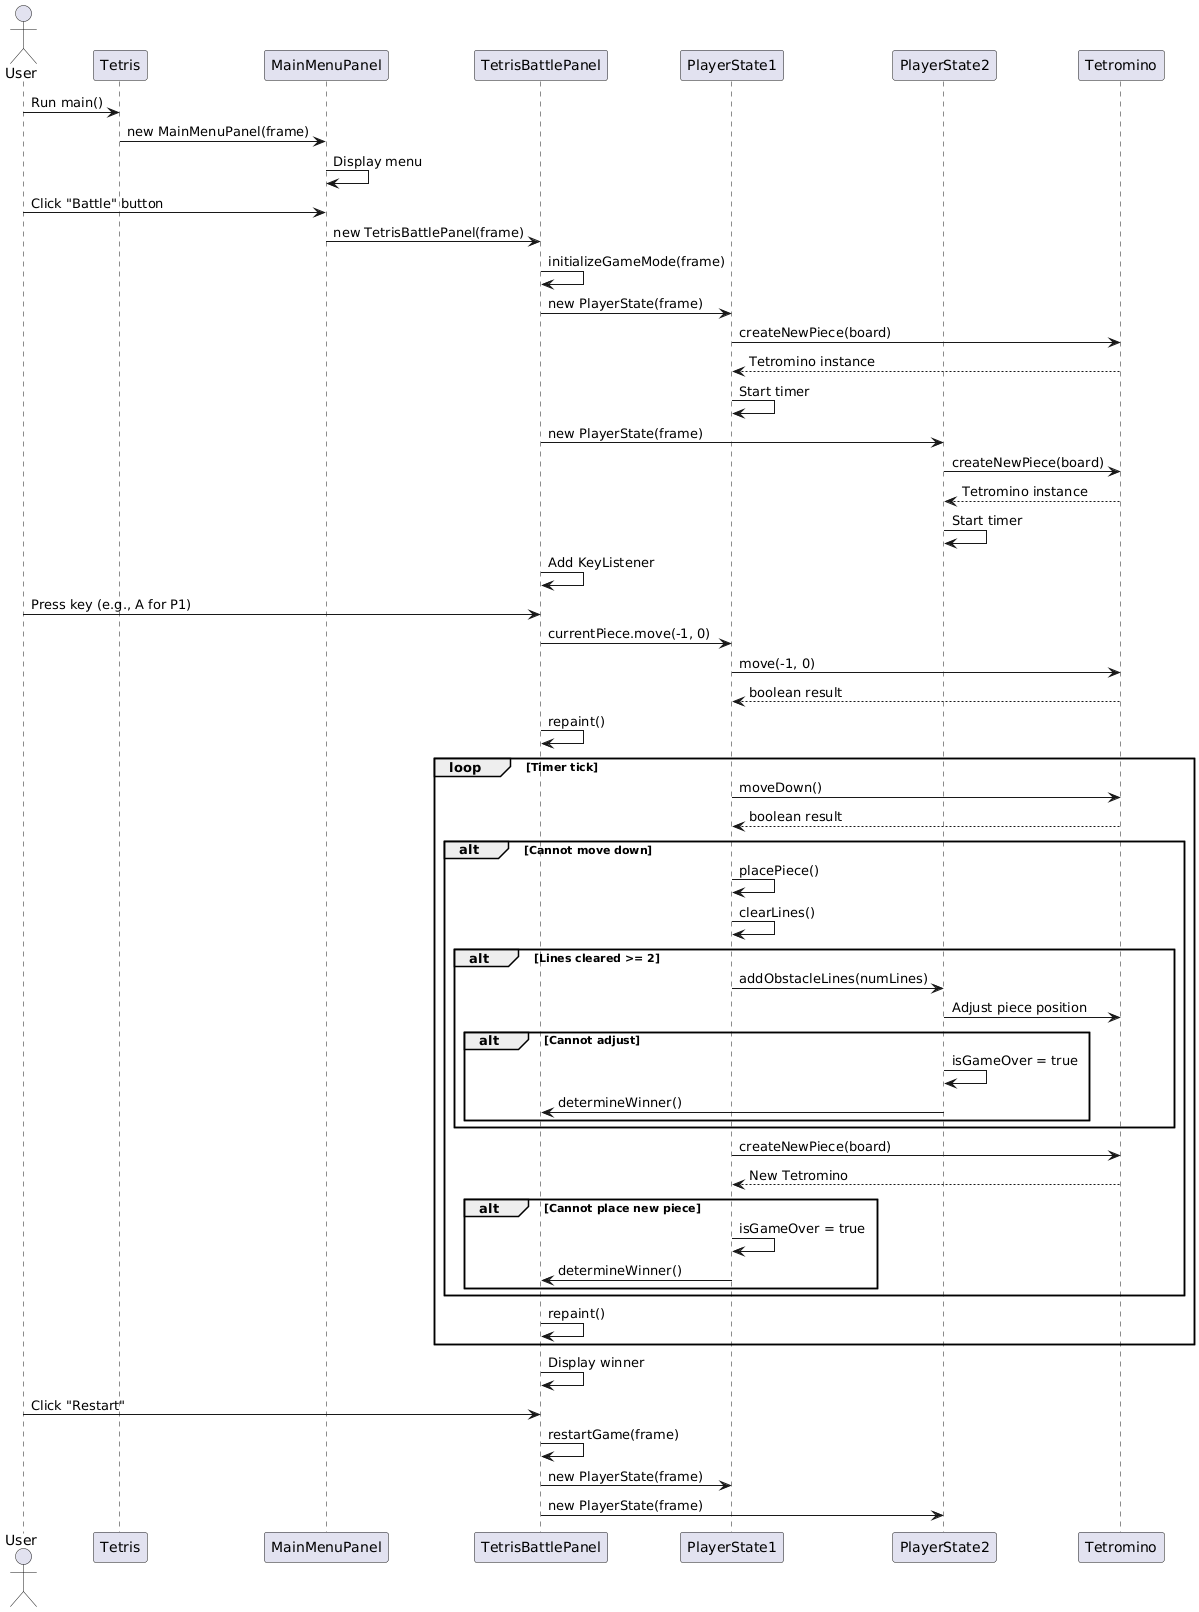 User
Tetris
MainMenuPanel
TetrisBattlePanel
PlayerState1
PlayerState2
Tetromino
Run main()
new MainMenuPanel(frame)
Display menu
Click "Battle" button
new TetrisBattlePanel(frame)
initializeGameMode(frame)
new PlayerState(frame)
createNewPiece(board)
Tetromino instance
Start timer
new PlayerState(frame)
createNewPiece(board)
Tetromino instance
Start timer
Add KeyListener
Press key (e.g., A for P1)
currentPiece.move(-1, 0)
move(-1, 0)
boolean result
repaint()
loop [Timer tick]
moveDown()
boolean result
alt [Cannot move down]
placePiece()
clearLines()
alt [Lines cleared >= 2]
addObstacleLines(numLines)
Adjust piece position
alt [Cannot adjust]
isGameOver = true
determineWinner()
createNewPiece(board)
New Tetromino
alt [Cannot place new piece]
isGameOver = true
determineWinner()
repaint()
Display winner
Click "Restart"
restartGame(frame)
new PlayerState(frame)
new PlayerState(frame)
User
Tetris
MainMenuPanel
TetrisBattlePanel
PlayerState1
PlayerState2
Tetromino